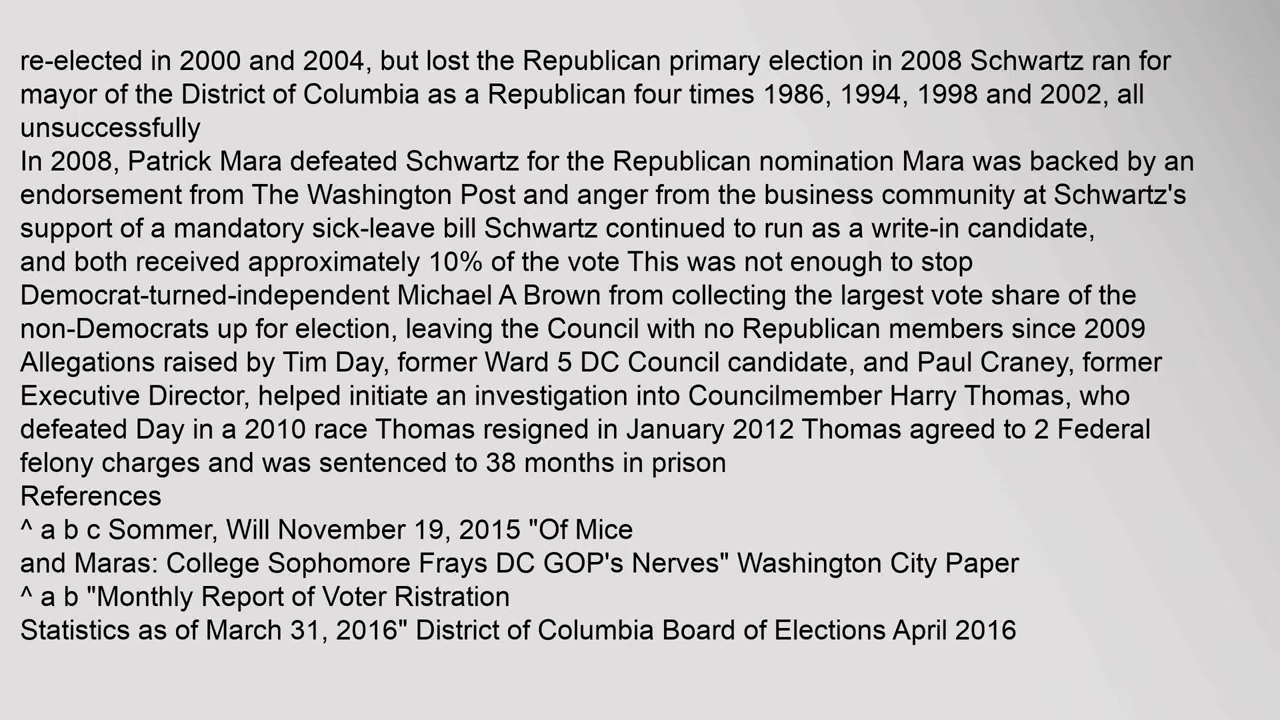 re-elected in 2000 and 2004, but lost the Republican primary election in 2008 Schwartz ran for
mayor of the District of Columbia as a Republican four times 1986, 1994, 1998 and 2002, all
unsuccessfully
In 2008, Patrick Mara defeated Schwartz for the Republican nomination Mara was backed by an
endorsement from The Washington Post and anger from the business community at Schwartz's
support of a mandatory sick-leave bill Schwartz continued to run as a write-in candidate,
and both received approximately 10% of the vote This was not enough to stop
Democrat-turned-independent Michael A Brown from collecting the largest vote share of the
non-Democrats up for election, leaving the Council with no Republican members since 2009
Allegations raised by Tim Day, former Ward 5 DC Council candidate, and Paul Craney, former
Executive Director, helped initiate an investigation into Councilmember Harry Thomas, who
defeated Day in a 2010 race Thomas resigned in January 2012 Thomas agreed to 2 Federal
felony charges and was sentenced to 38 months in prison
References
^ a b c Sommer, Will November 19, 2015 "Of Mice
and Maras: College Sophomore Frays DC GOP's Nerves" Washington City Paper
^ a b "Monthly Report of Voter Ristration
Statistics as of March 31, 2016" District of Columbia Board of Elections April 2016